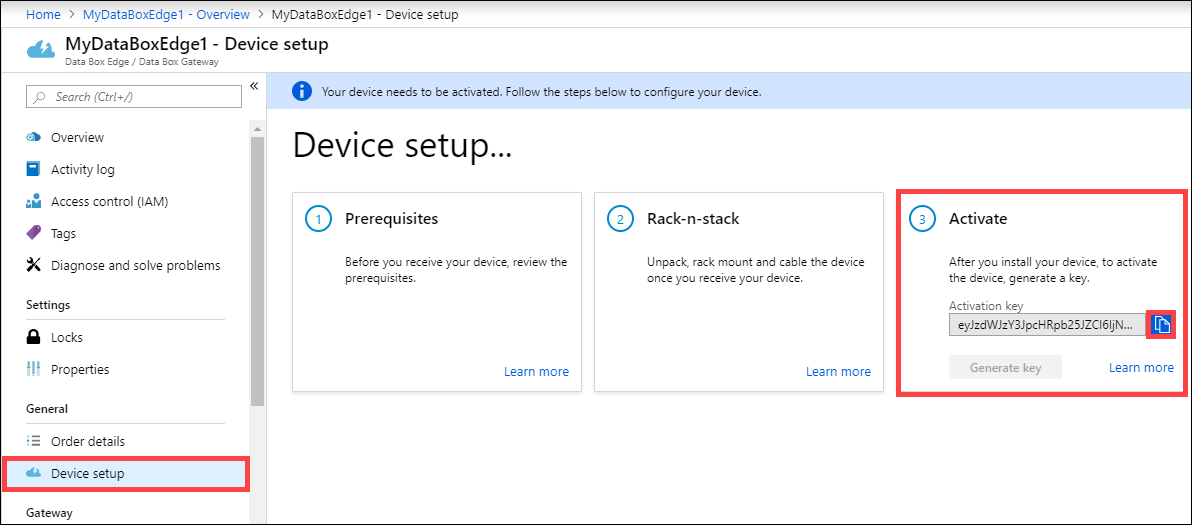 Home > MyDataBoxEdge1 - Overview > MyDataBoxEdge1 - Device setup
MyDataBoxEdge1 - Device setup
Data Box Edge / Data Box Gateway
Search (Ctrl+/)
«
Overview
Activity log
Access control (IAM)
Tags
Diagnose and solve problems
Settings
Locks
Properties
General
Order details
Device setup
Gateway
Your device needs to be activated. Follow the steps below to configure your device.
Device setup...
1 Prerequisites
Before you receive your device, review the
prerequisites.
Learn more
2 Rack-n-stack
Unpack, rack mount and cable the device
once you receive your device.
Learn more
3 Activate
After you install your device, to activate
the device, generate a key.
Activation key
eyJzdWJzY3JpcHRpb25JZCI6IjN...
Generate key
Learn more